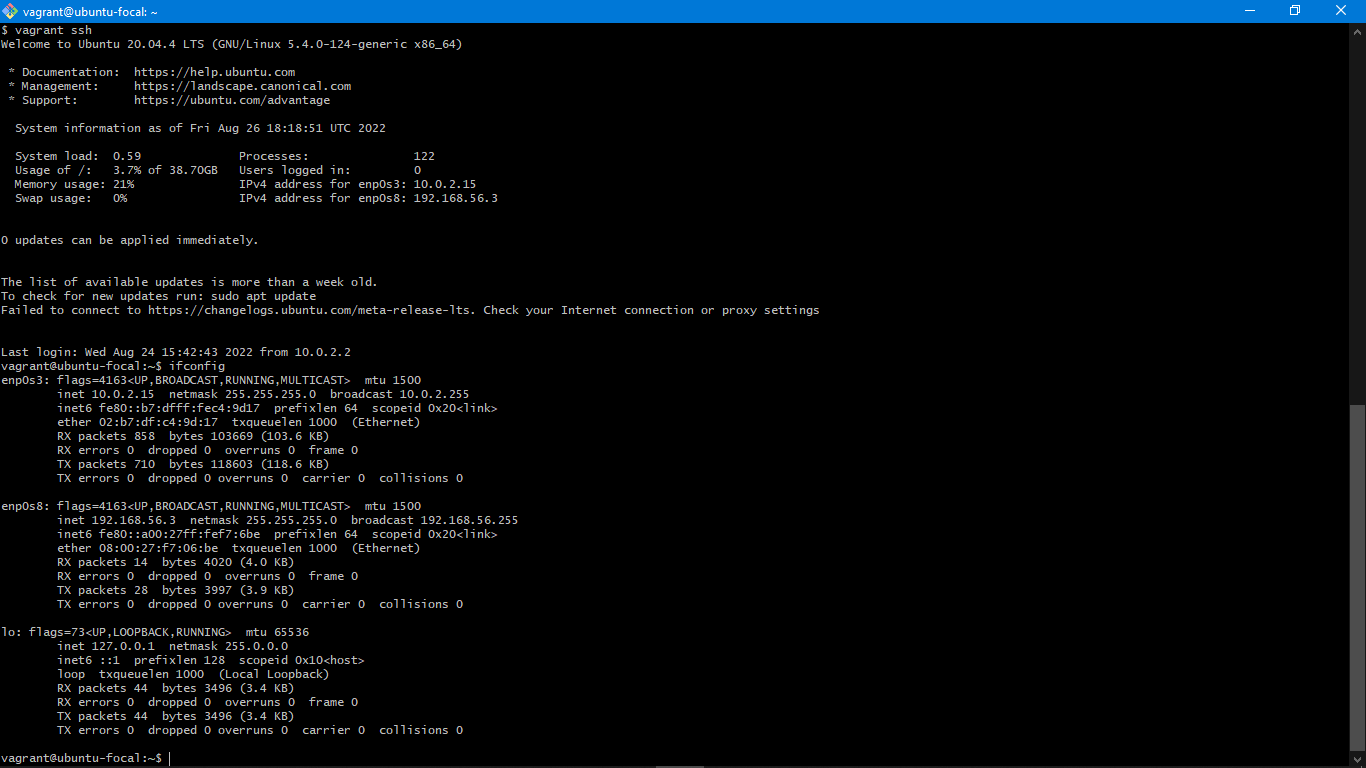 vagrant@ubuntu-focal: ~
$ vagrant ssh
Welcome to Ubuntu 20.04.4 LTS (GNU/Linux 5.4.0-124-generic x86_64)
* Documentation:  https://help.ubuntu.com
* Management:     https://landscape.canonical.com
* Support:        https://ubuntu.com/advantage
System information as of Fri Aug 26 18:18:51 UTC 2022
System load:  0.59              Processes:               122
Usage of /:   3.7% of 38.70GB   Users logged in:         0
Memory usage: 21%               IPv4 address for enp0s3: 10.0.2.15
Swap usage:   0%                IPv4 address for enp0s8: 192.168.56.3
0 updates can be applied immediately.
The list of available updates is more than a week old.
To check for new updates run: sudo apt update
Failed to connect to https://changelogs.ubuntu.com/meta-release-lts. Check your Internet connection or proxy settings
Last login: Wed Aug 24 15:42:43 2022 from 10.0.2.2
vagrant@ubuntu-focal:~$ ifconfig
enp0s3: flags=4163<UP,BROADCAST,RUNNING,MULTICAST>  mtu 1500
inet 10.0.2.15  netmask 255.255.255.0  broadcast 10.0.2.255
inet6 fe80::b7:dfff:fec4:9d17  prefixlen 64  scopeid 0x20<link>
ether 02:b7:df:c4:9d:17  txqueuelen 1000  (Ethernet)
RX packets 858  bytes 103669 (103.6 KB)
RX errors 0  dropped 0  overruns 0  frame 0
TX packets 710  bytes 118603 (118.6 KB)
TX errors 0  dropped 0 overruns 0  carrier 0  collisions 0
enp0s8: flags=4163<UP,BROADCAST,RUNNING,MULTICAST>  mtu 1500
inet 192.168.56.3  netmask 255.255.255.0  broadcast 192.168.56.255
inet6 fe80::a00:27ff:fef7:6be  prefixlen 64  scopeid 0x20<link>
ether 08:00:27:f7:06:be  txqueuelen 1000  (Ethernet)
RX packets 14  bytes 4020 (4.0 KB)
RX errors 0  dropped 0  overruns 0  frame 0
TX packets 28  bytes 3997 (3.9 KB)
TX errors 0  dropped 0 overruns 0  carrier 0  collisions 0
lo: flags=73<UP,LOOPBACK,RUNNING>  mtu 65536
inet 127.0.0.1  netmask 255.0.0.0
inet6 ::1  prefixlen 128  scopeid 0x10<host>
loop  txqueuelen 1000  (Local Loopback)
RX packets 44  bytes 3496 (3.4 KB)
RX errors 0  dropped 0  overruns 0  frame 0
TX packets 44  bytes 3496 (3.4 KB)
TX errors 0  dropped 0 overruns 0  carrier 0  collisions 0
vagrant@ubuntu-focal:~$